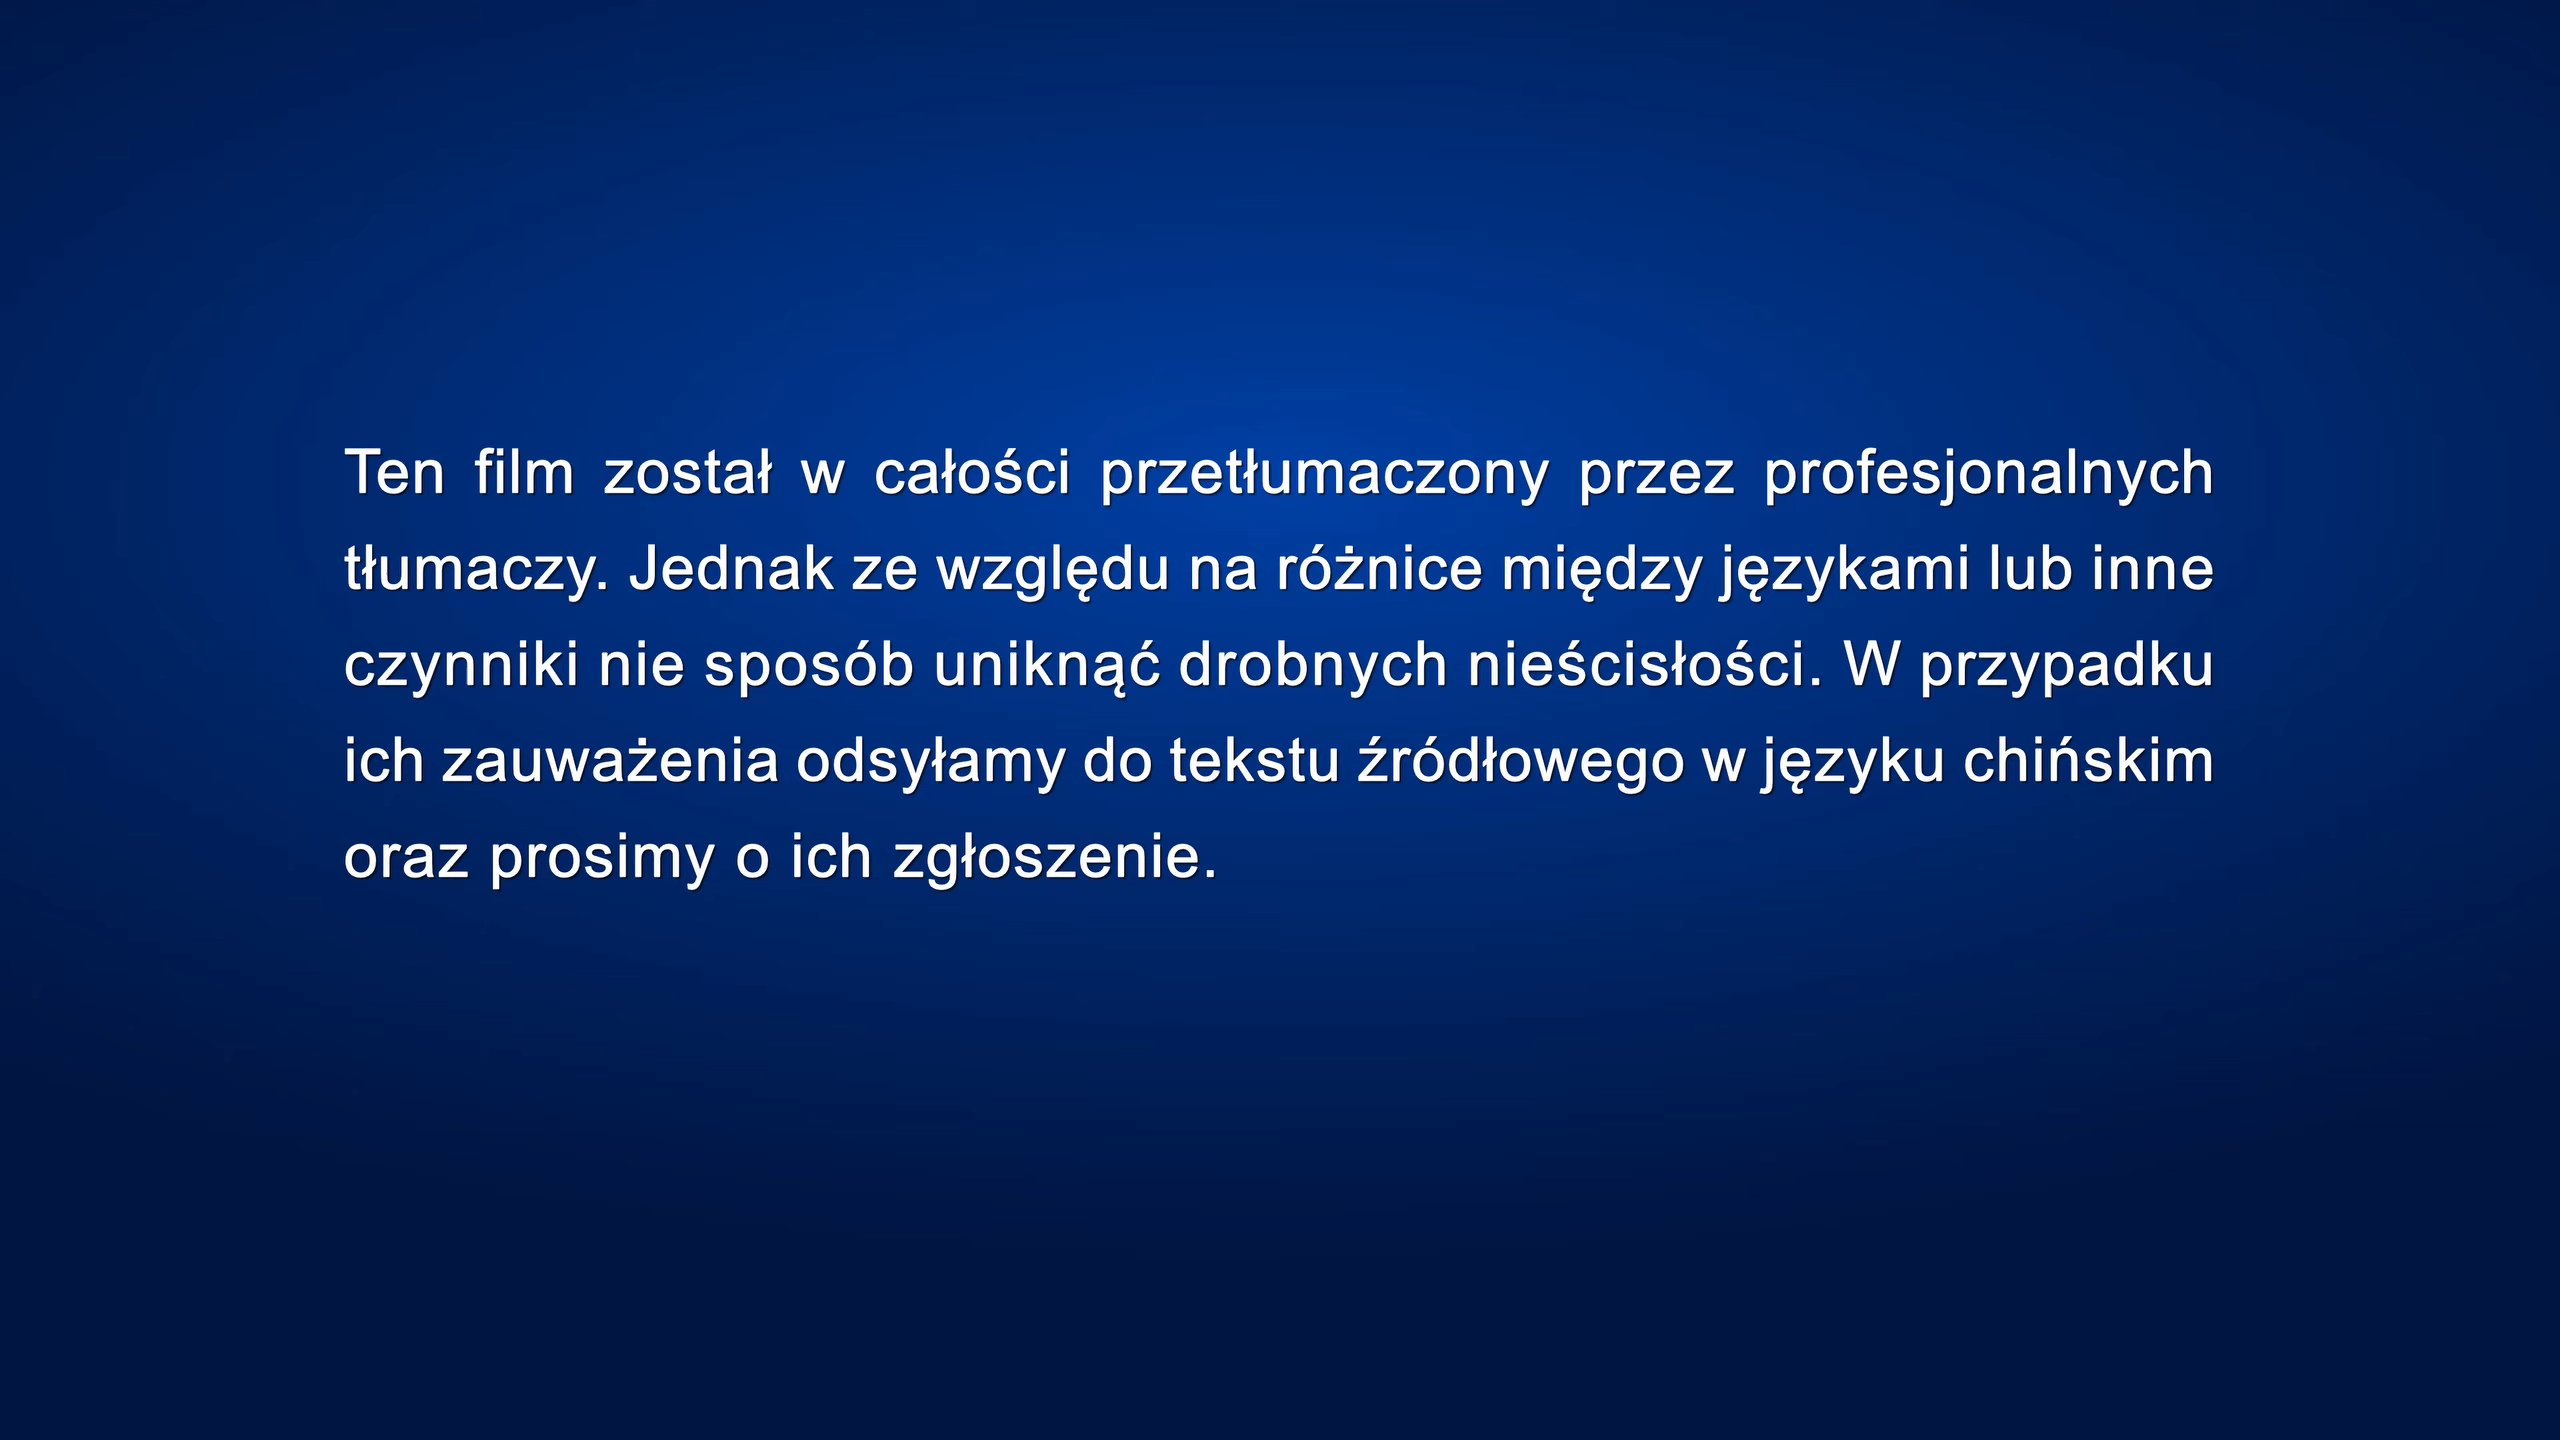 Ten film został w całości przetłumaczony przez profesjonalnych
tłumaczy. Jednak ze względu na różnice między językami lub inne
czynniki nie sposób uniknąć drobnych nieścisłości. W przypadku
ich zauważenia odsyłamy do tekstu źródłowego w języku chińskim
oraz prosimy o ich zgłoszenie.